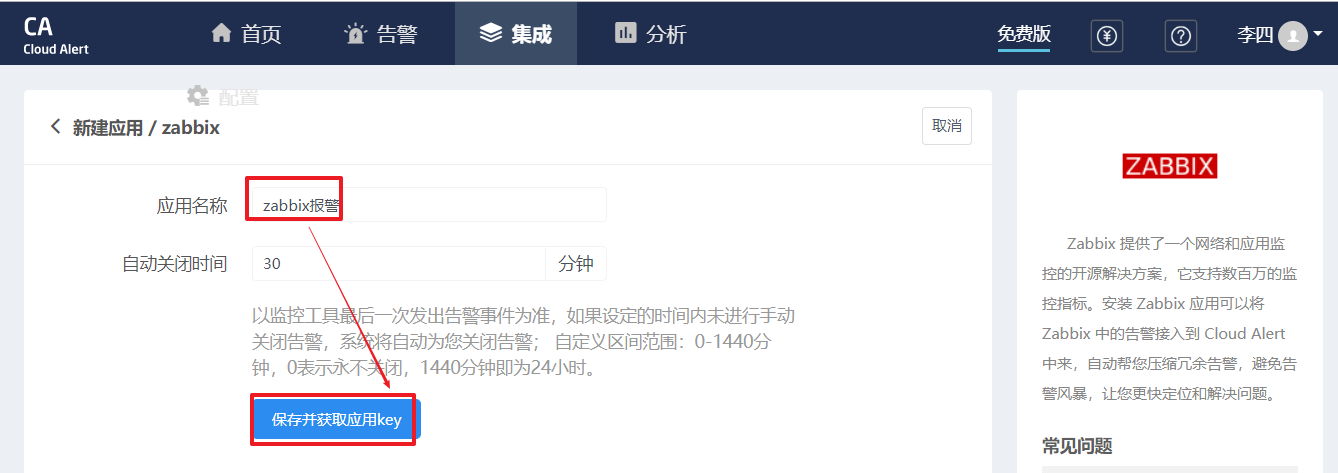 CA
Cloud Alert
首页
告警
集成
分析
免费版
李四
配置
新建应用 / zabbix
取消
应用名称
zabbix报警
自动关闭时间
30
分钟
以监控工具最后一次发出告警事件为准，如果设定的时间内未进行手动
关闭告警，系统将自动为您关闭告警； 自定义区间范围：0-1440分
钟，0表示永不关闭，1440分钟即为24小时。
保存并获取应用key
ZABBIX
Zabbix 提供了一个网络和应用监
控的开源解决方案，它支持数百万的监
控指标。安装 Zabbix 应用可以将
Zabbix 中的告警接入到 Cloud Alert
中来，自动帮您压缩冗余告警，避免告
警风暴，让您更快定位和解决问题。
常见问题